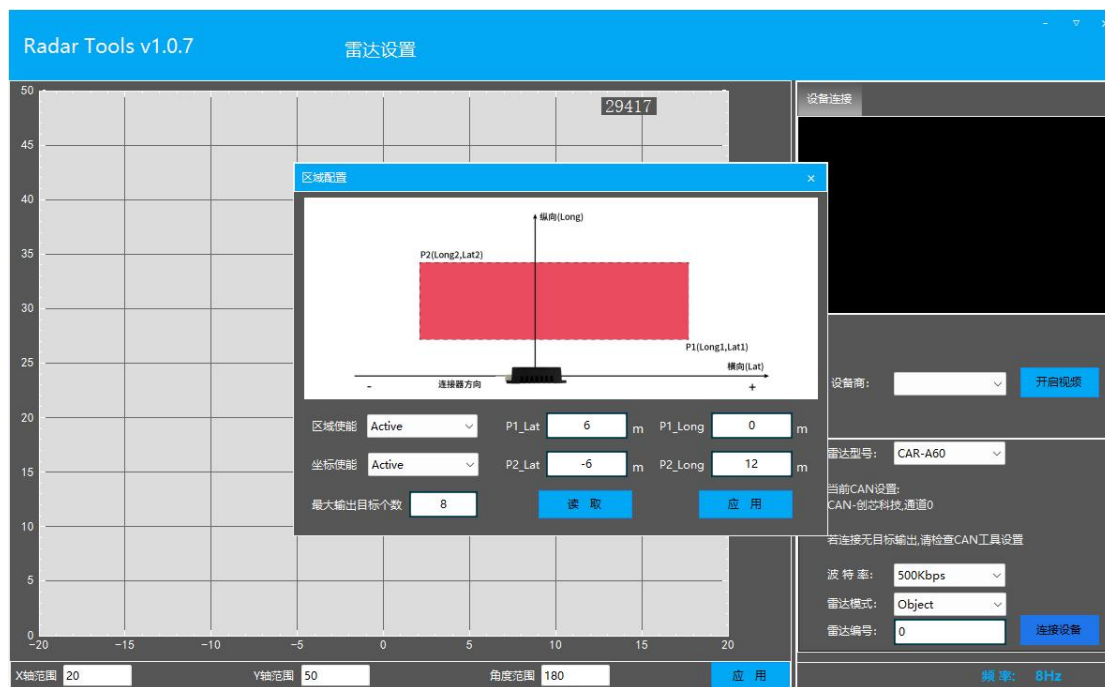 Radar Tools v1.0.7
雷达设置
设备连接
50
45
40
35
30
25
20
15
10
5
0
-20
-15
-10
-5
0
5
10
15
20
29417
区域配置
纵向(Long)
P2(Long2,Lat2)
P1(Long1,Lat1)
横向(Lat)
-
连接器方向
+
区域使能 Active P1_Lat 6 m P1_Long 0 m
坐标使能 Active P2_Lat -6 m P2_Long 12 m
最大输出目标个数 8 读 取 应 用
设备商: 开启视频
雷达型号: CAR-A60
当前CAN设置:
CAN-创芯科技,通道0
若连接无目标输出,请检查CAN工具设置
波 特 率: 500Kbps
雷达模式: Object
雷达编号: 0 连接设备
X轴范围 20 Y轴范围 50 角度范围 180 应 用
频 率: 8Hz